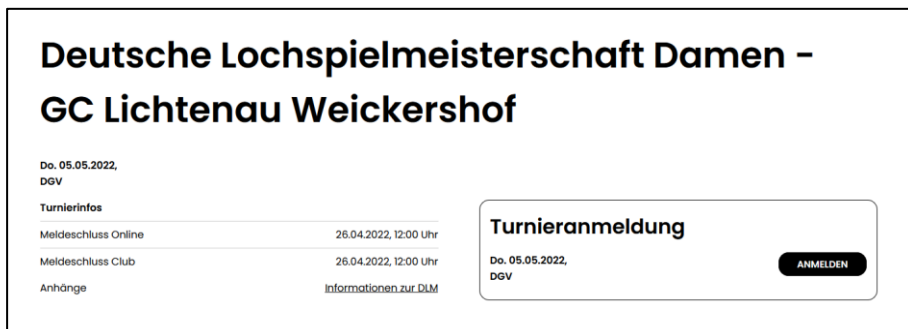 Deutsche Lochspielmeisterschaft Damen -
GC Lichtenau Weickershof
Do. 05.05.2022,
DGV
Turnierinfos
Meldeschluss Online 26.04.2022, 12:00 Uhr
Meldeschluss Club 26.04.2022, 12:00 Uhr
Anhänge Informationen zur DLM
Turnieranmeldung
Do. 05.05.2022,
DGV
ANMELDEN